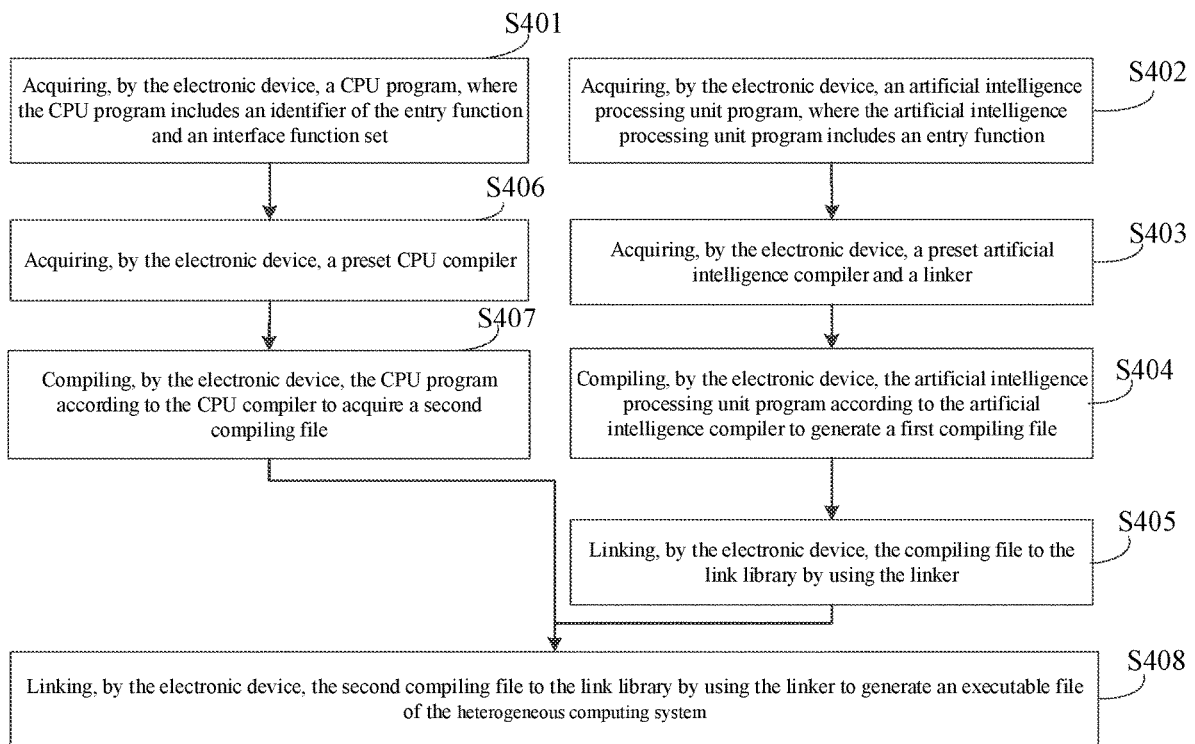 S401
Acquiring, by the electronic device, a CPU program, where
the CPU program includes an identifier of the entry function
and an interface function set
S402
Acquiring, by the electronic device, an artificial intelligence
processing unit program, where the artificial intelligence
processing unit program includes an entry function
S406
Acquiring, by the electronic device, a preset CPU compiler
S403
Acquiring, by the electronic device, a preset artificial
intelligence compiler and a linker
S407
Compiling, by the electronic device, the CPU program
according to the CPU compiler to acquire a second
compiling file
S404
Compiling, by the electronic device, the artificial intelligence
processing unit program according to the artificial
intelligence compiler to generate a first compiling file
S405
Linking, by the electronic device, the compiling file to the
link library by using the linker
S408
Linking, by the electronic device, the second compiling file to the link library by using the linker to generate an executable file
of the heterogeneous computing system